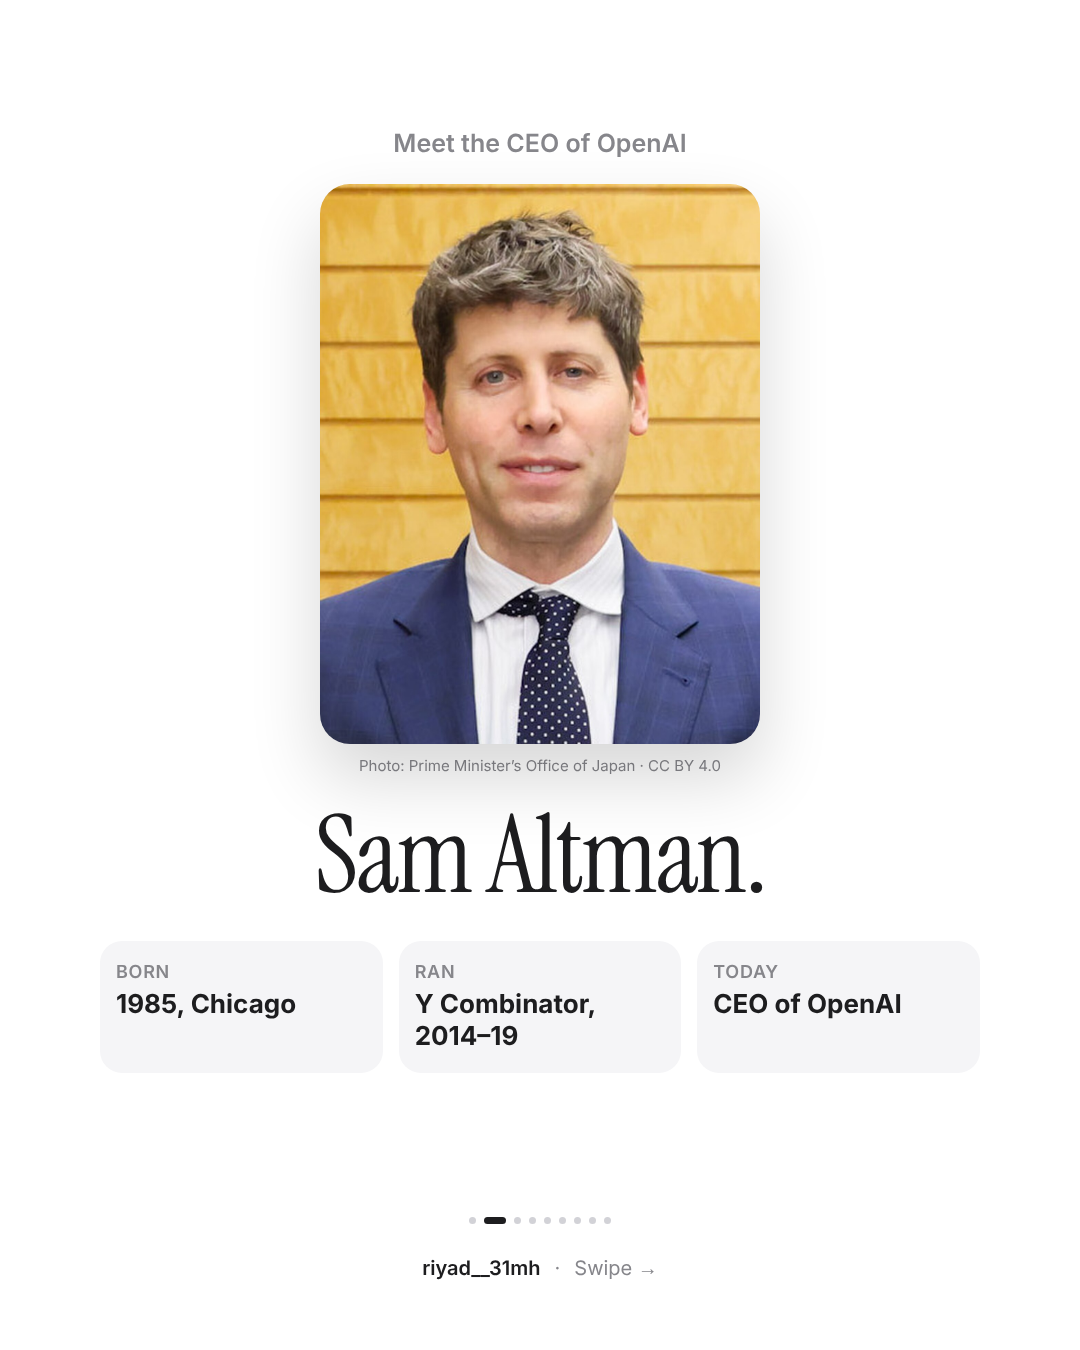 Meet the CEO of OpenAI
Photo: Prime Minister’s Office of Japan · CC BY 4.0
Sam Altman.
BORN
1985, Chicago
RAN
Y Combinator,
2014–19
TODAY
CEO of OpenAI
riyad__31mh · Swipe →